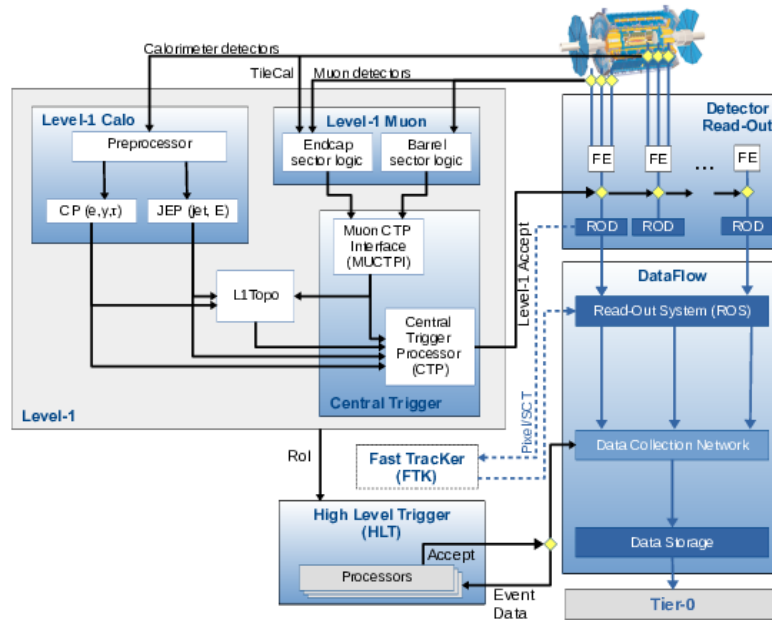 Calorimeter detectors
TileCal
Muon detectors
Level-1 Calo
Preprocessor
CP (e,γ,τ)
JEP (jet, E)
Level-1 Muon
Endcap
sector logic
Barrel
sector logic
Muon CTP
Interface
(MUCTPI)
L1Topo
Central
Trigger
Processor
(CTP)
Central Trigger
Level-1
Level-1 Accept
Detector
Read-Out
FE
FE
...
FE
ROD
ROD
ROD
DataFlow
Read-Out System (ROS)
Pixel/SCT
Data Collection Network
Data Storage
Tier-0
RoI
Fast TracKer
(FTK)
High Level Trigger
(HLT)
Accept
Processors
Event
Data